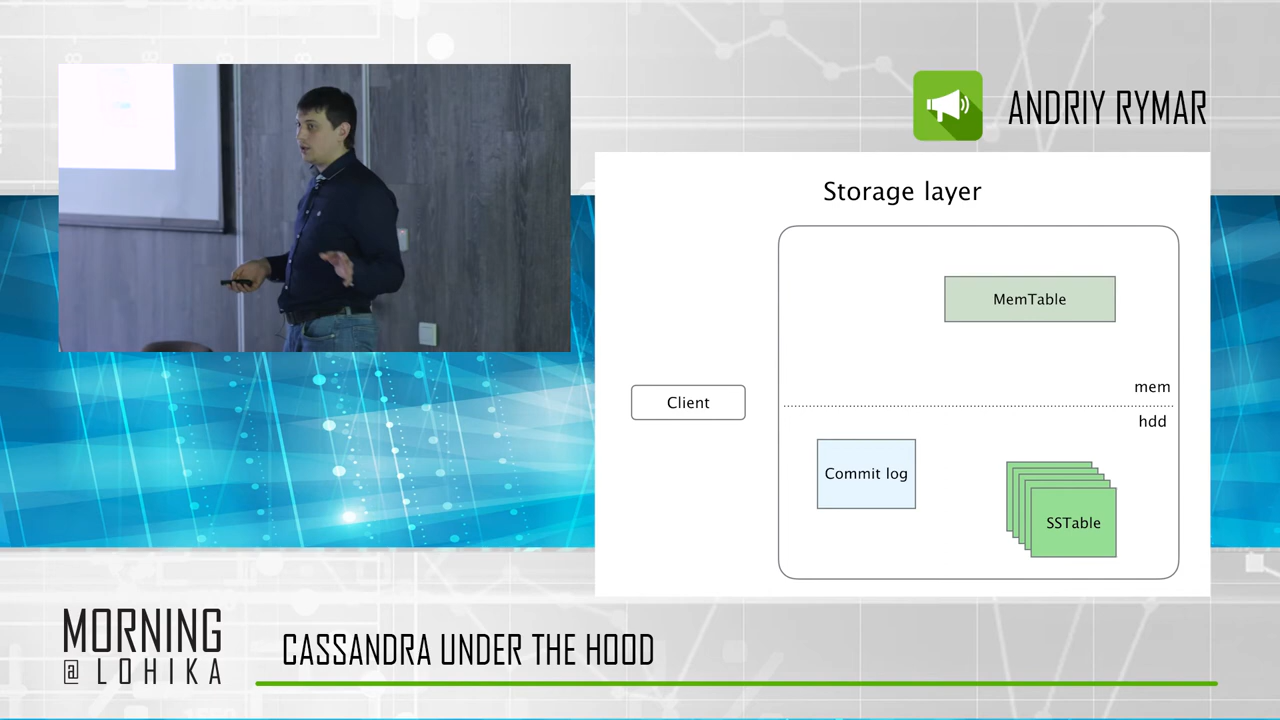 ANDRIY RYMAR
Storage layer
MemTable
mem
Client
hdd
Commit log
SSTable
MORNING
@ LOHIKA
CASSANDRA UNDER THE HOOD